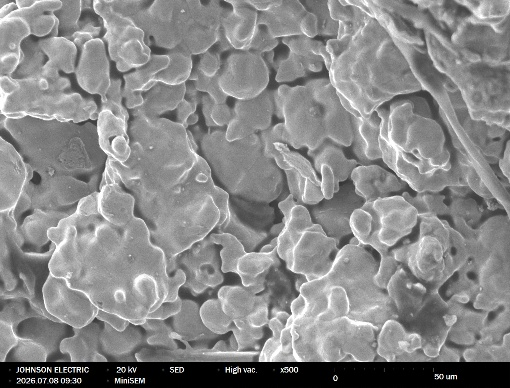 JOHNSON ELECTRIC 20 kV SED High vac. x500
0 50 um
2026.07.08 09:30 MiniSEM